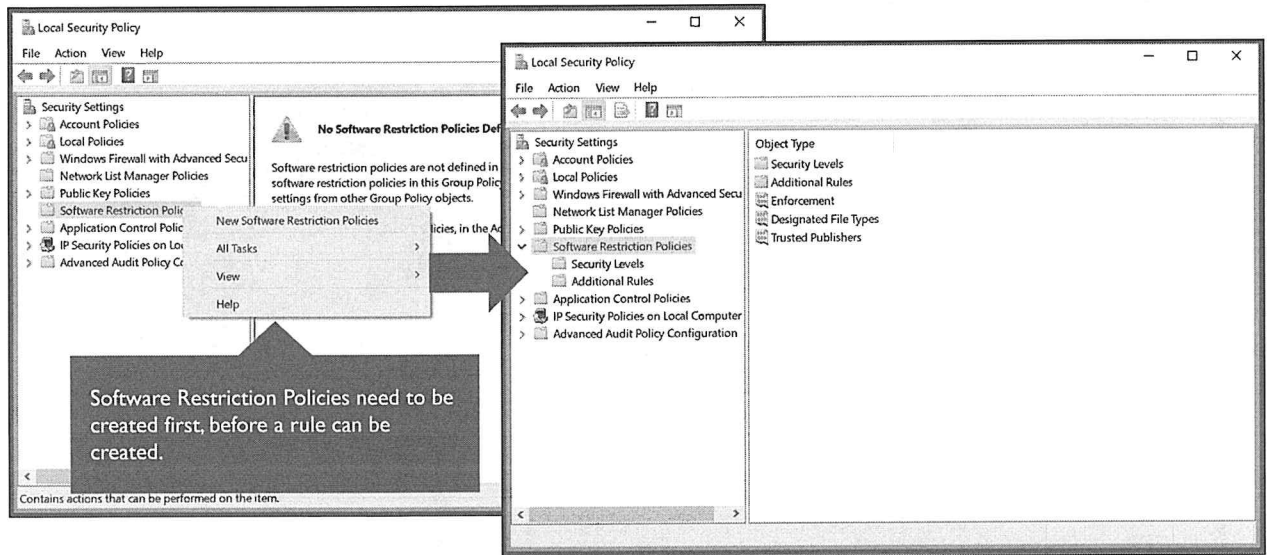 Local Security Policy
File Action View Help
Security Settings
Account Policies
Local Policies
Windows Firewall with Advanced Secu
Network List Manager Policies
Public Key Policies
Software Restriction Polic
Application Control Polic
IP Security Policies on Lo
Advanced Audit Policy Co
No Software Restriction Policies Def
Software restriction policies are not defined in
software restriction policies in this Group Policy
settings from other Group Policy objects.
licies, in the Ac
New Software Restriction Policies
All Tasks
View
Help
Software Restriction Policies need to be
created first, before a rule can be
created.
Contains actions that can be performed on the item.
Local Security Policy
File Action View Help
Security Settings
Account Policies
Local Policies
Windows Firewall with Advanced Secu
Network List Manager Policies
Public Key Policies
Software Restriction Policies
Security Levels
Additional Rules
Application Control Policies
IP Security Policies on Local Computer
Advanced Audit Policy Configuration
Object Type
Security Levels
Additional Rules
Enforcement
Designated File Types
Trusted Publishers